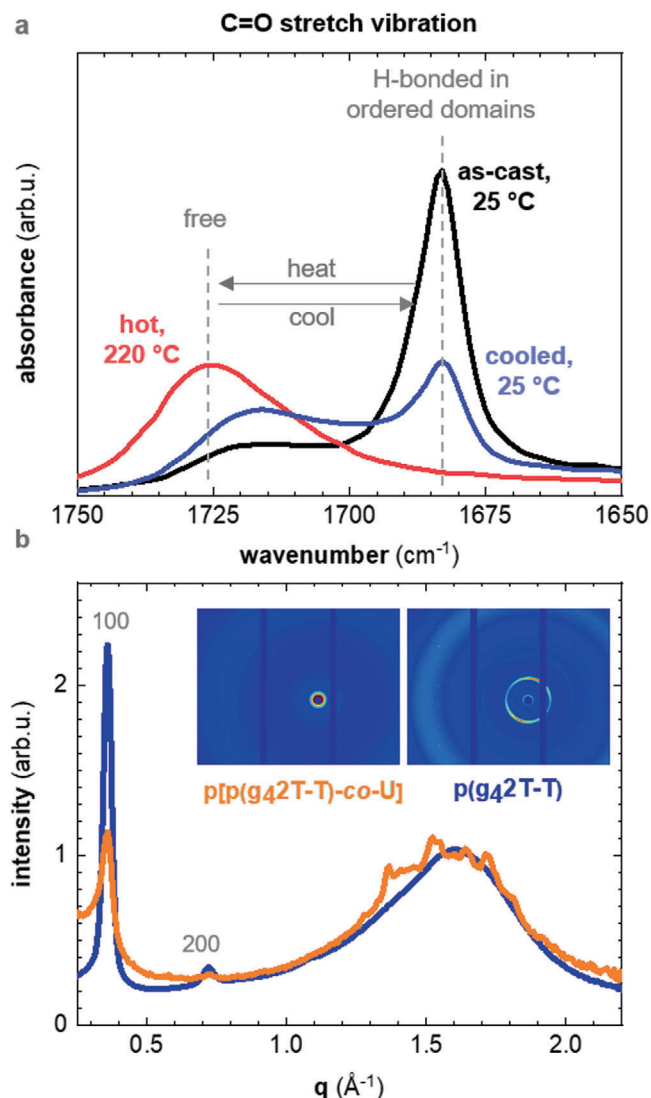 a
C=O stretch vibration
H-bonded in
ordered domains
as-cast,
25 °C
free
heat
cool
hot,
220 °C
cooled,
25 °C
absorbance (arb.u.)
1750 1725 1700 1675 1650
wavenumber (cm⁻¹)
b
100
200
p[p(g₄2T-T)-co-U]
p(g₄2T-T)
2
1
0
intensity (arb.u.)
0.5 1.0 1.5 2.0
q (Å⁻¹)